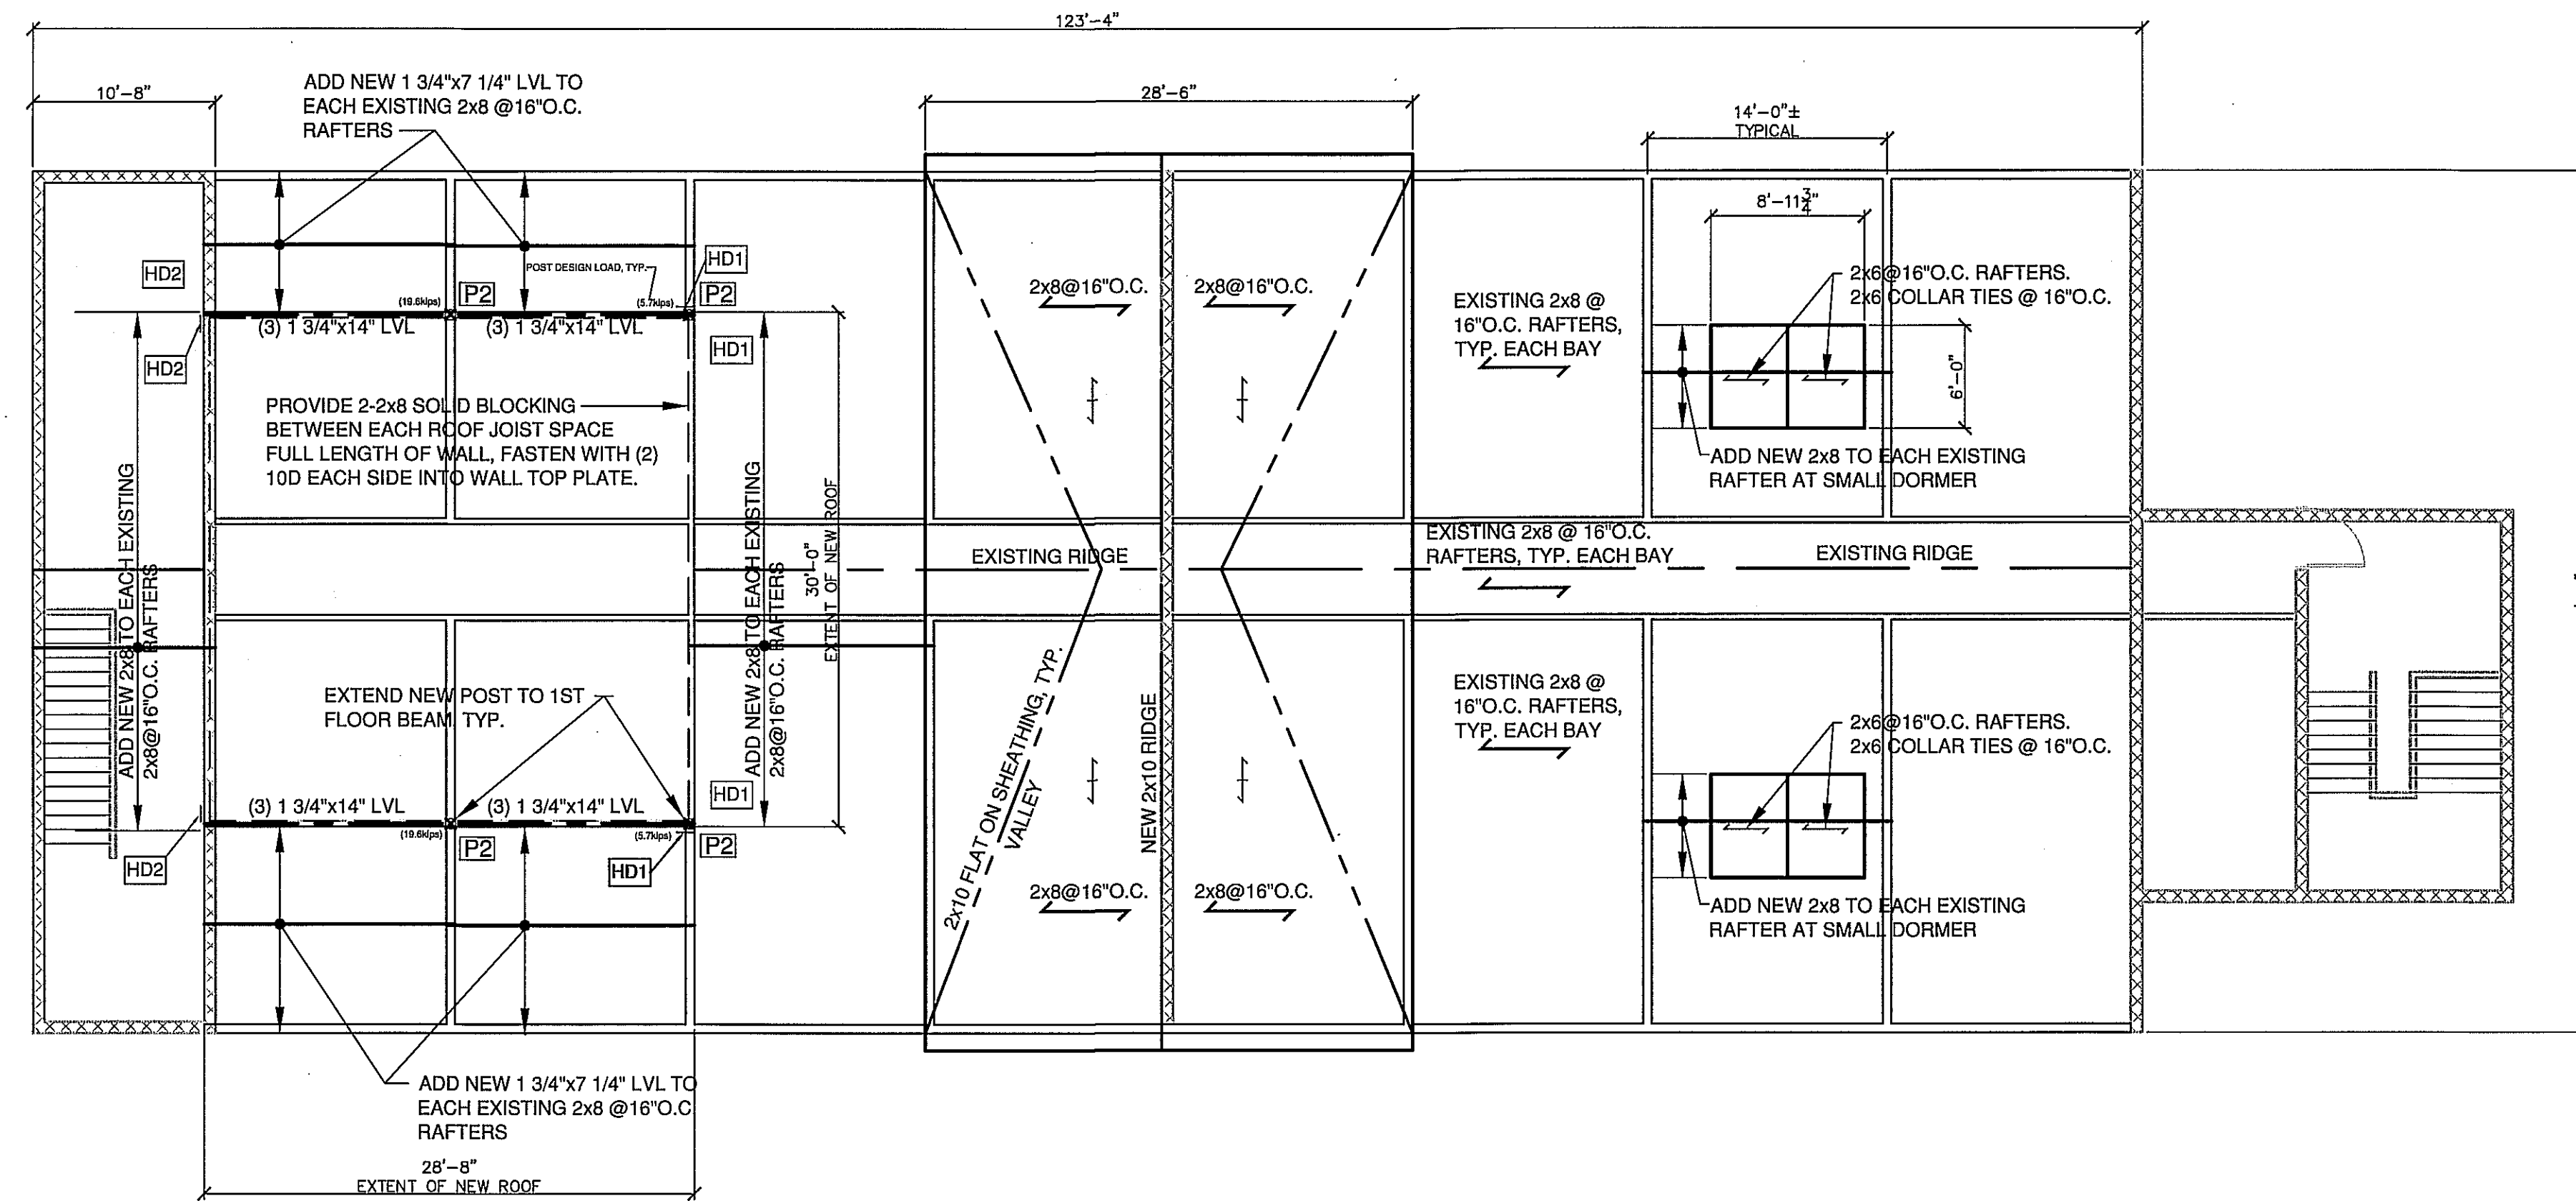 123'-4"
10'-8"
ADD NEW 1 3/4"x7 1/4" LVL TO
EACH EXISTING 2x8 @16"O.C.
RAFTERS
28'-6"
14'-0"±
TYPICAL
8'-11 3/4"
HD2
POST DESIGN LOAD, TYP.
HD1
(19.6kips)
P2
(5.7kips)
P2
(3) 1 3/4"x14" LVL
(3) 1 3/4"x14" LVL
HD2
HD1
2x8@16"O.C.
2x8@16"O.C.
EXISTING 2x8 @
16"O.C. RAFTERS,
TYP. EACH BAY
2x6@16"O.C. RAFTERS.
2x6 COLLAR TIES @ 16"O.C.
6'-0"
PROVIDE 2-2x8 SOLID BLOCKING
BETWEEN EACH ROOF JOIST SPACE
FULL LENGTH OF WALL, FASTEN WITH (2)
10D EACH SIDE INTO WALL TOP PLATE.
ADD NEW 2x8 TO EACH EXISTING
RAFTER AT SMALL DORMER
ADD NEW 2x8 TO EACH EXISTING
2x8@16"O.C. RAFTERS
ADD NEW 2x8 TO EACH EXISTING
2x8@16"O.C. RAFTERS
30'-0"
EXTENT OF NEW ROOF
EXISTING RIDGE
EXISTING 2x8 @ 16"O.C.
RAFTERS, TYP. EACH BAY
EXISTING RIDGE
EXTEND NEW POST TO 1ST
FLOOR BEAM, TYP.
2x10 FLAT ON SHEATHING, TYP.
VALLEY
NEW 2x10 RIDGE
EXISTING 2x8 @
16"O.C. RAFTERS,
TYP. EACH BAY
2x6@16"O.C. RAFTERS.
2x6 COLLAR TIES @ 16"O.C.
(3) 1 3/4"x14" LVL
(3) 1 3/4"x14" LVL
HD1
(19.6kips)
P2
(5.7kips)
P2
HD2
HD1
2x8@16"O.C.
2x8@16"O.C.
ADD NEW 2x8 TO EACH EXISTING
RAFTER AT SMALL DORMER
ADD NEW 1 3/4"x7 1/4" LVL TO
EACH EXISTING 2x8 @16"O.C
RAFTERS
28'-8"
EXTENT OF NEW ROOF